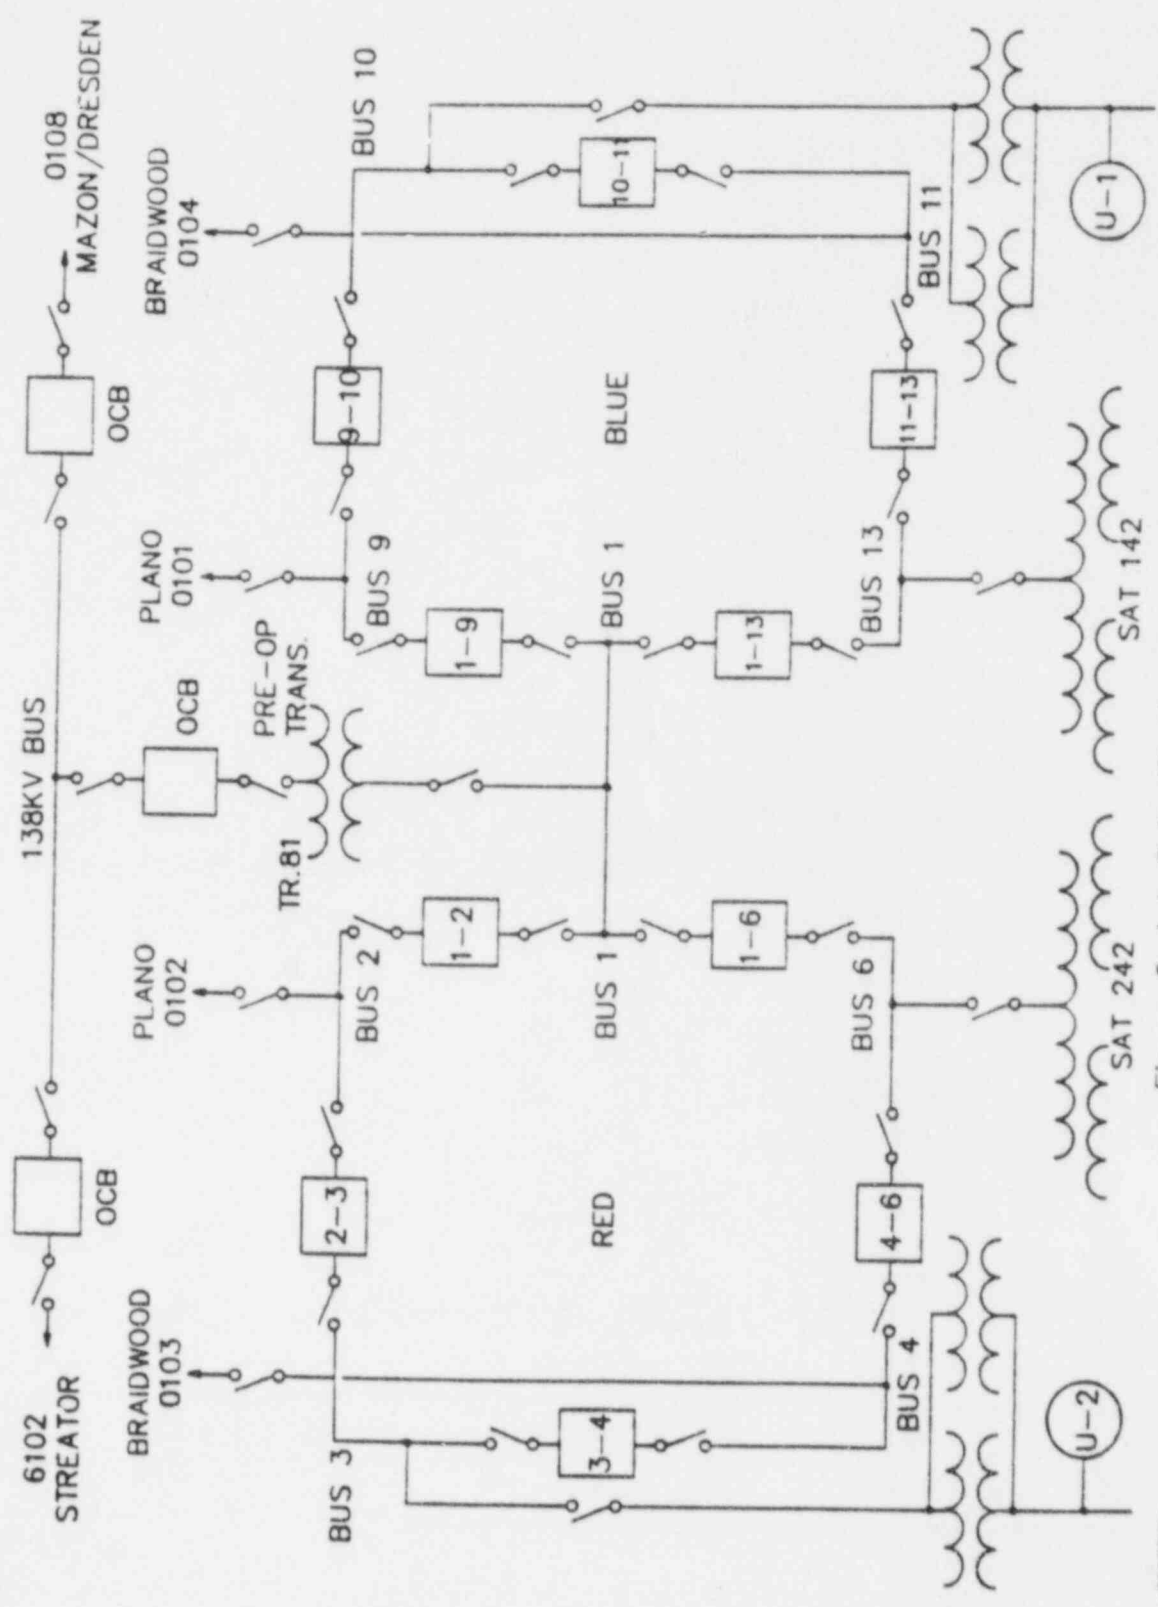 6102
STREATOR
OCB
138KV BUS
OCB
OCB
0108
MAZON/DRESDEN
BRAIDWOOD
0103
PLANO
0102
TR.81
PRE-OP
TRANS.
PLANO
0101
BRAIDWOOD
0104
BUS 3
2-3
BUS 2
1-2
1-9
BUS 9
9-10
BUS 10
3-4
RED
BUS 1
BUS 1
BLUE
10-11
BUS 4
4-6
BUS 6
1-6
1-13
BUS 13
11-13
BUS 11
U-2
SAT 242
SAT 142
U-1